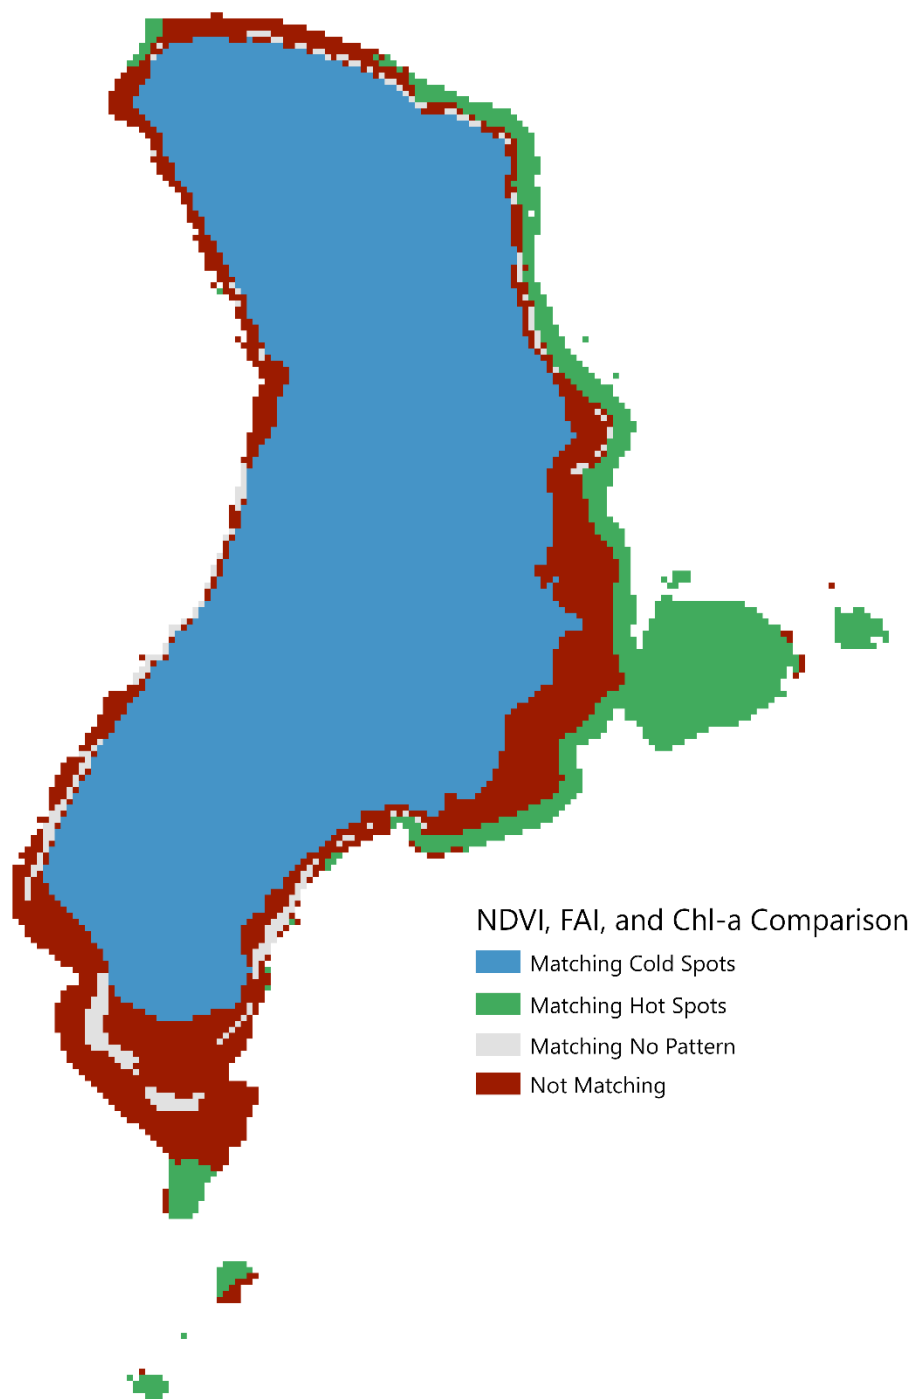 NDVI, FAI, and Chl-a Comparison
Matching Cold Spots
Matching Hot Spots
Matching No Pattern
Not Matching